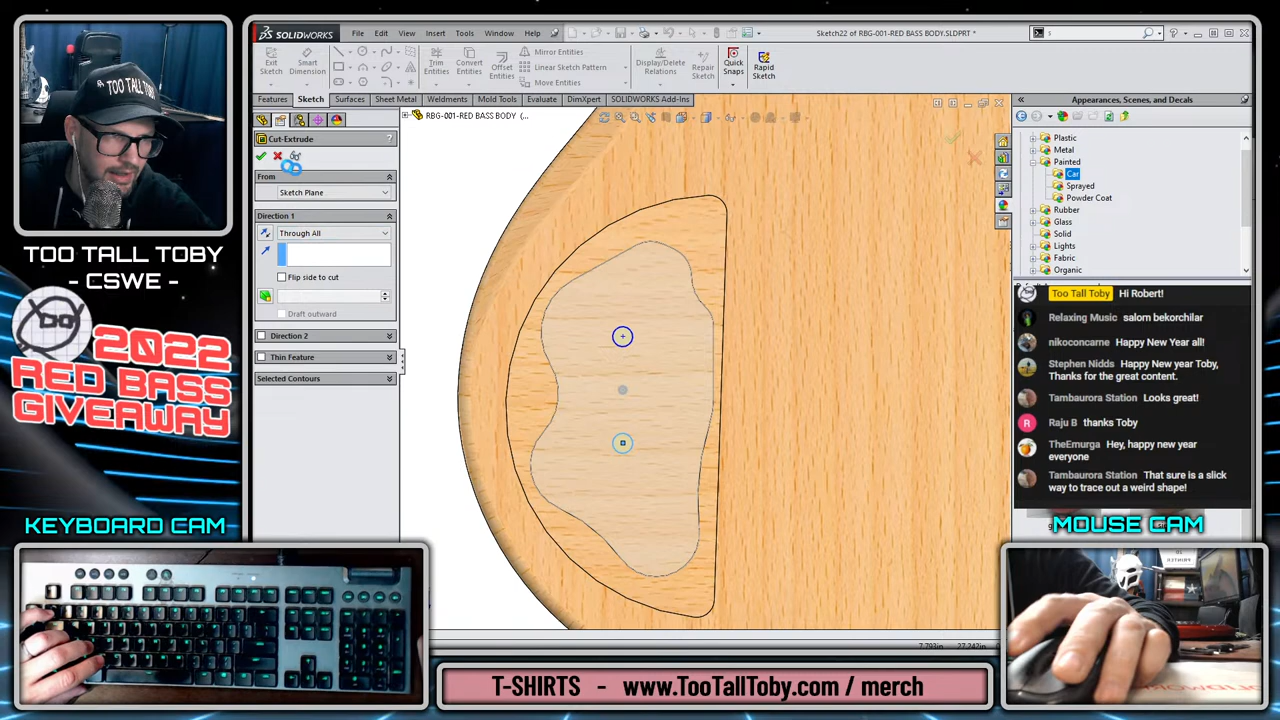 TOO TALL TOBY
TOO TALL TOBY
- CSWE -
2022
RED BASS
GIVEAWAY
KEYBOARD CAM
SOLIDWORKS
File Edit View Insert Tools Window Help
Sketch22 of RBG-001-RED BASS BODY.SLDPRT *
s
Exit Sketch
Smart Dimension
Trim Entities
Convert Entities
Offset Entities
Mirror Entities
Linear Sketch Pattern
Move Entities
Display/Delete Relations
Repair Sketch
Quick Snaps
Rapid Sketch
Features Sketch Surfaces Sheet Metal Weldments Mold Tools Evaluate DimXpert SOLIDWORKS Add-Ins
RBG-001-RED BASS BODY (...
Cut-Extrude
?
From
Sketch Plane
Direction 1
Through All
Flip side to cut
Draft outward
Direction 2
Thin Feature
Selected Contours
7.793in 27.242in
Appearances, Scenes, and Decals
Plastic
Metal
Painted
Car
Sprayed
Powder Coat
Rubber
Glass
Solid
Lights
Fabric
Organic
Too Tall Toby Hi Robert!
Relaxing Music salom bekorchilar
nikoconcarne Happy New Year all!
Stephen Nidds Happy New year Toby,
Thanks for the great content.
Tambaurora Station Looks great!
Raju B thanks Toby
TheEmurga Hey, happy new
year everyone
Tambaurora Station That sure is a slick
way to trace out a weird shape!
MOUSE CAM
T-SHIRTS - www.TooTallToby.com / merch